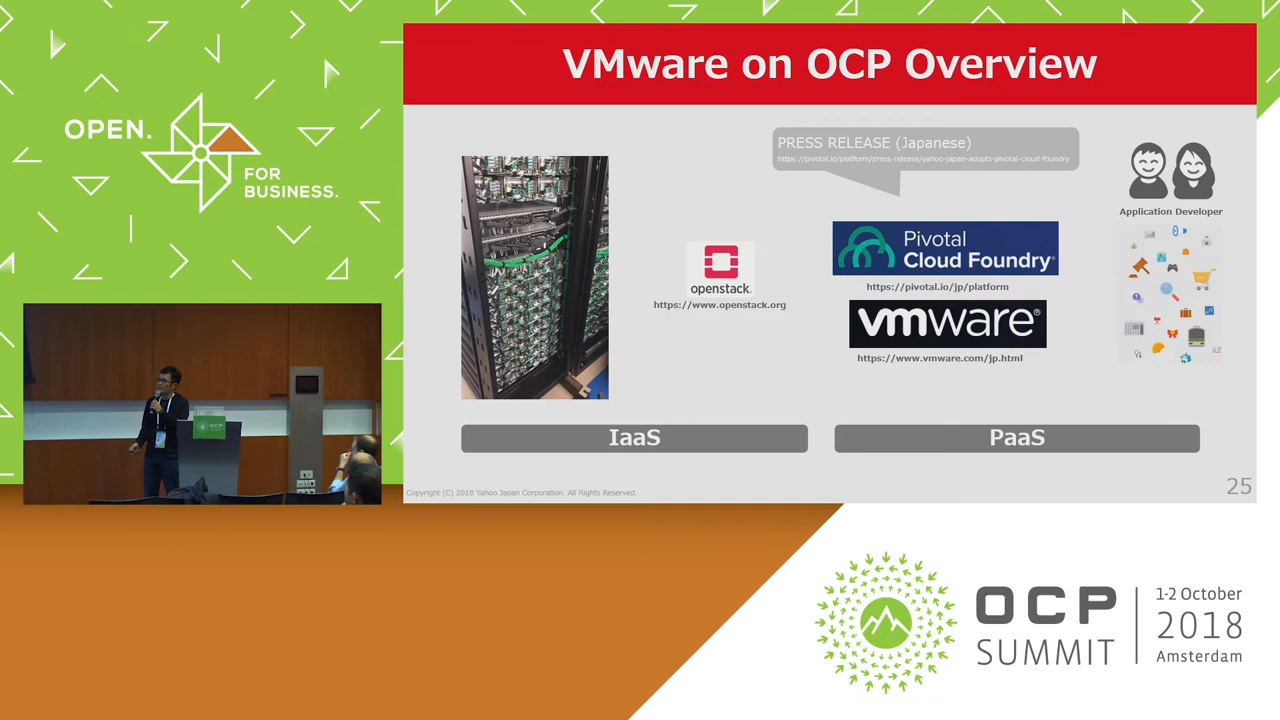 OPEN.
FOR
BUSINESS.
VMware on OCP Overview
PRESS RELEASE (Japanese)
https://pivotal.io/platform/press-release/yahoo-japan-adopts-pivotal-cloud-foundry
Application Developer
openstack.
https://www.openstack.org
Pivotal
Cloud Foundry®
https://pivotal.io/jp/platform
vmware®
https://www.vmware.com/jp.html
IaaS
PaaS
Copyright (C) 2018 Yahoo Japan Corporation. All Rights Reserved.
25
OCP
OCP
SUMMIT
1-2 October
2018
Amsterdam